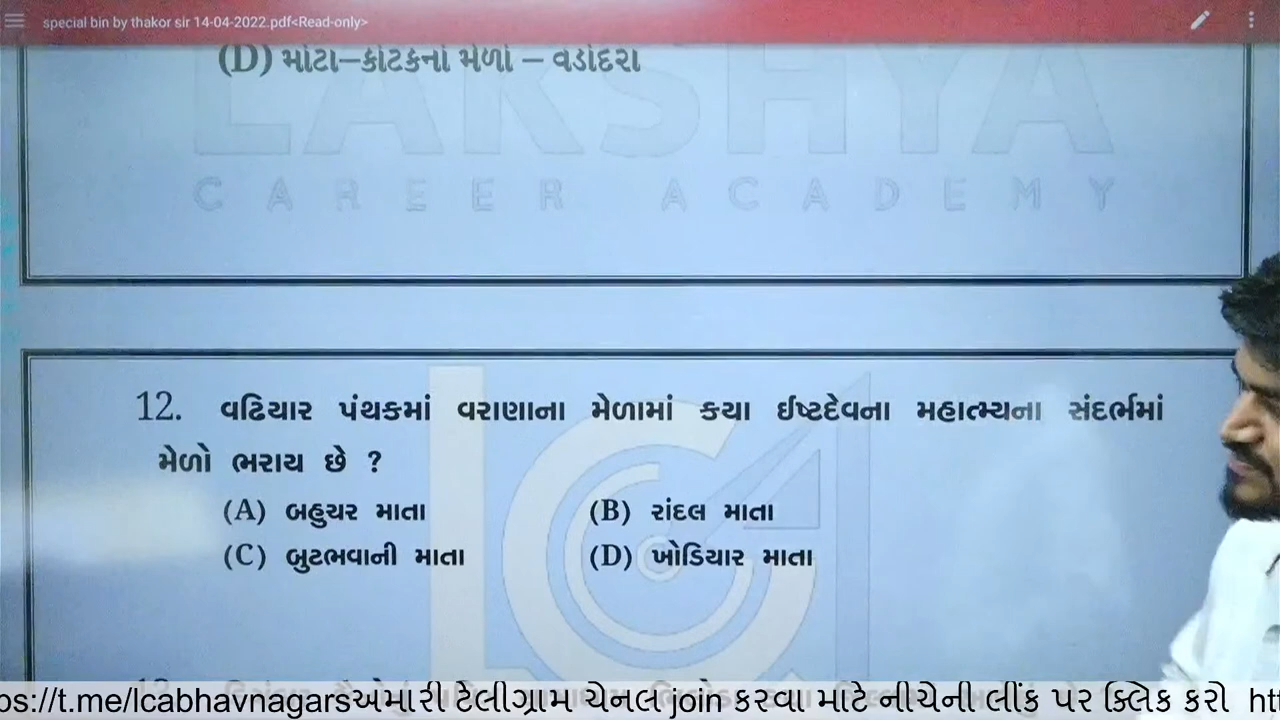 special bin by thakor sir 14-04-2022.pdf<Read-only>
(D) મોટા–કોટકનો મેળો – વડોદરા
LAKSHYA
CAREER ACADEMY
12. વઢિયાર પંથકમાં વરાણાના મેળામાં કયા ઈષ્ટદેવના મહાત્મ્યના સંદર્ભમાં
મેળો ભરાય છે ?
(A) બહુચર માતા (B) રાંદલ માતા
(C) બુટભવાની માતા (D) ખોડિયાર માતા
ps://t.me/lcabhavnagarsઅમારી ટેલીગ્રામ ચેનલ join કરવા માટે નીચેની લીંક પર ક્લિક કરો htt